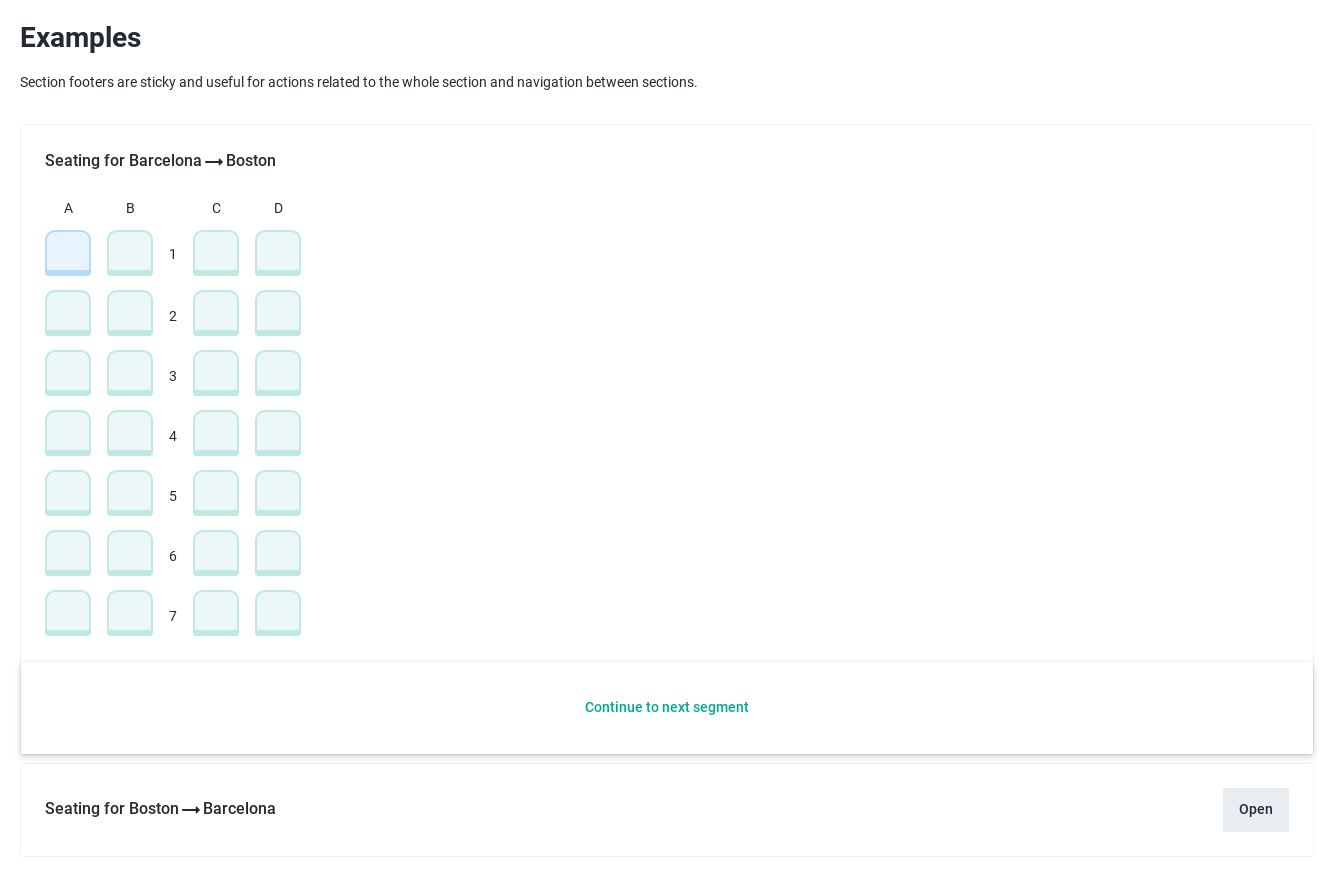 Examples
Section footers are sticky and useful for actions related to the whole section and navigation between sections.
Seating for Barcelona → Boston
A B C D
1
2
3
4
5
6
7
Continue to next segment
Seating for Boston → Barcelona
Open